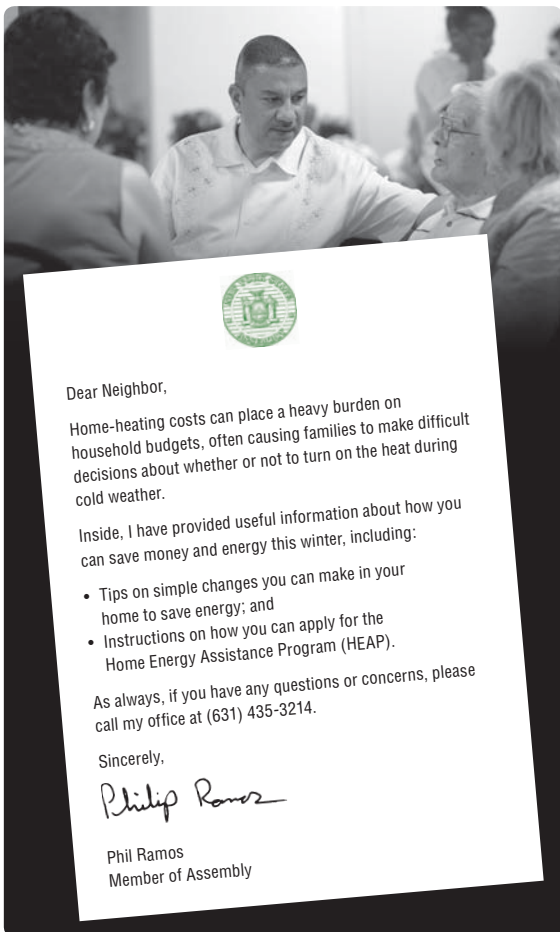 Dear Neighbor,
Home-heating costs can place a heavy burden on
household budgets, often causing families to make difficult
decisions about whether or not to turn on the heat during
cold weather.
Inside, I have provided useful information about how you
can save money and energy this winter, including:
• Tips on simple changes you can make in your
home to save energy; and
• Instructions on how you can apply for the
Home Energy Assistance Program (HEAP).
As always, if you have any questions or concerns, please
call my office at (631) 435-3214.
Sincerely,
Philip Ramos
Phil Ramos
Member of Assembly